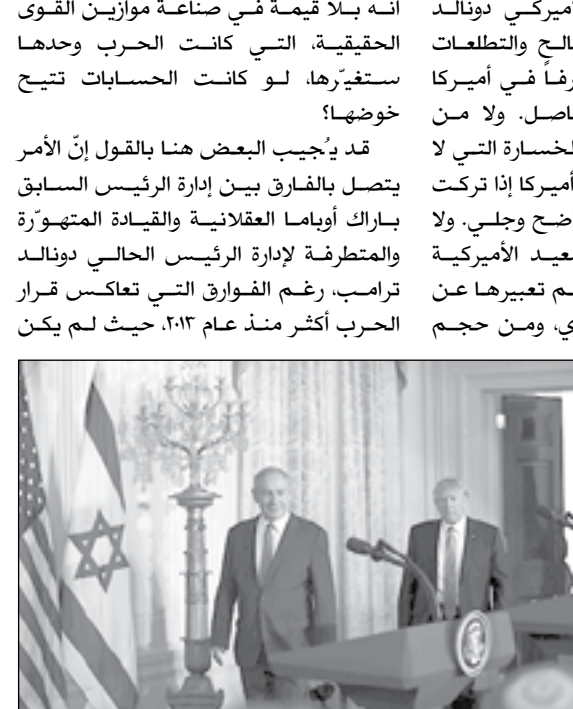 ميركي دونالد
الح والتطلعات
رفاً في أميركا
اصل. ولا من
لخسارة التي لا
أميركا إذا تركت
ضح وجلي. ولا
عيد الأميركية
م تعبيرها عن
ي، ومن حجم
أنه بلا قيمة في صناعة موازين القوى
الحقيقية، التي كانت الحرب وحدها
ستغيّرها، لو كانت الحسابات تتيح
خوضها؟
قد يُجيب البعض هنا بالقول إنّ الأمر
يتصل بالفارق بين إدارة الرئيس السابق
باراك أوباما العقلانية والقيادة المتهوّرة
والمتطرفة لإدارة الرئيس الحالي دونالد
ترامب، رغم الفوارق التي تعاكس قرار
الحرب أكثر منذ عام ٢٠١٣، حيث لم يكن